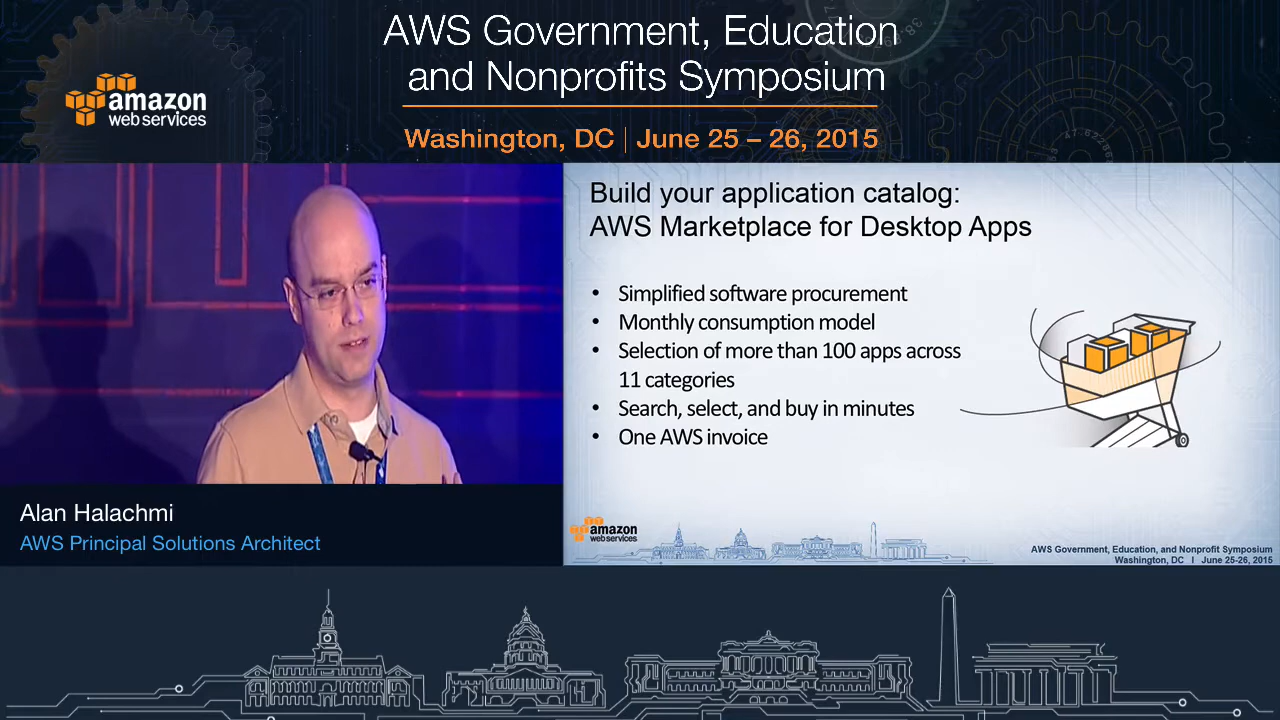 AWS Government, Education
and Nonprofits Symposium
amazon
web services
Washington, DC | June 25 – 26, 2015
Build your application catalog:
AWS Marketplace for Desktop Apps
• Simplified software procurement
• Monthly consumption model
• Selection of more than 100 apps across
11 categories
• Search, select, and buy in minutes
• One AWS invoice
Alan Halachmi
AWS Principal Solutions Architect
amazon
web services
AWS Government, Education, and Nonprofit Symposium
Washington, DC | June 25-26, 2015